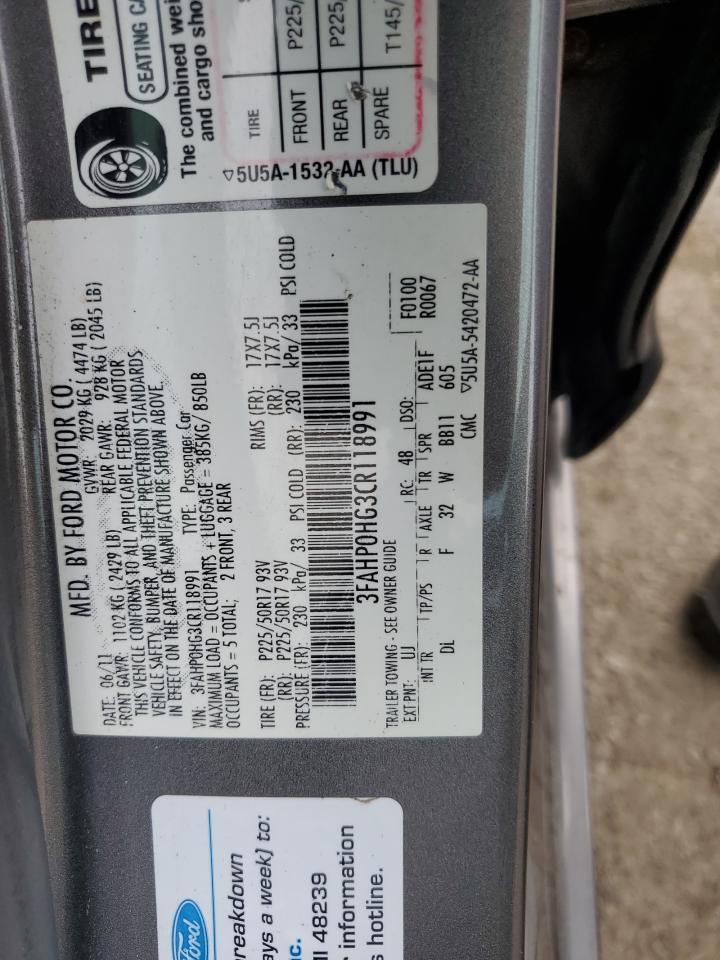 MFD. BY FORD MOTOR CO.
DATE: 06/11 GVWR: 2029 KG ( 4474 LB)
FRONT GAWR: 1102 KG (2429 LB) REAR GAWR: 928 KG ( 2045 LB)
THIS VEHICLE CONFORMS TO ALL APPLICABLE FEDERAL MOTOR
VEHICLE SAFETY, BUMPER, AND THEFT PREVENTION STANDARDS
IN EFFECT ON THE DATE OF MANUFACTURE SHOWN ABOVE.
VIN: 3FAHP0HG3CR118991 TYPE: Passenger Car
MAXIMUM LOAD = OCCUPANTS + LUGGAGE = 385KG/ 850LB
OCCUPANTS = 5 TOTAL; 2 FRONT, 3 REAR
TIRE (FR): P225/50R17 93V RIMS (FR): 17X7.5J
(RR): P225/50R17 93V (RR): 17X7.5J
PRESSURE (FR): 230 kPa/ 33 PSI COLD (RR): 230 kPa/ 33 PSI COLD
3FAHP0HG3CR118991
TRAILER TOWING - SEE OWNER GUIDE F0100
EXT PNT: UJ RC: 48 DSO: R0067
INT TR TP/PS R AXLE TR SPR ADE1F
DL F 32 W BB11 605
CMC ▽5U5A-5420472-AA
TIRE
SEATING CA
The combined wei
and cargo sho
TIRE
FRONT P225/
REAR P225
SPARE T145/
▽5U5A-1532-AA (TLU)
Ford
breakdown
ays a week) to:
nc.
48239
information
s hotline.